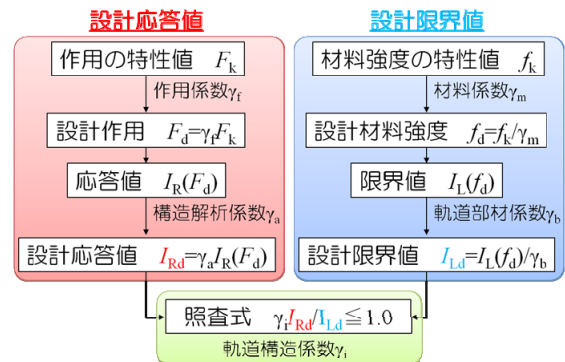 設計応答値
作用の特性値 Fk
作用係数γf
設計作用 Fd=γfFk
応答値 IR(Fd)
構造解析係数γa
設計応答値 IRd=γaIR(Fd)
設計限界値
材料強度の特性値 fk
材料係数γm
設計材料強度 fd=fk/γm
限界値 IL(fd)
軌道部材係数γb
設計限界値 ILd=IL(fd)/γb
照査式 γiIRd/ILd≦1.0
軌道構造係数γi